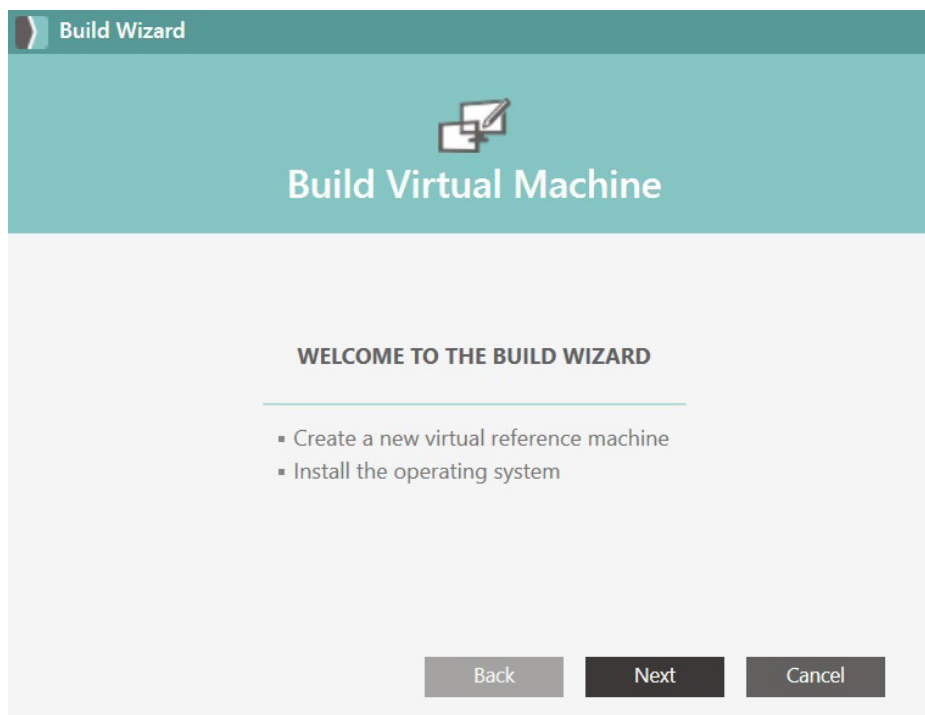 Build Wizard
Build Virtual Machine
WELCOME TO THE BUILD WIZARD
▪ Create a new virtual reference machine
▪ Install the operating system
Back Next Cancel